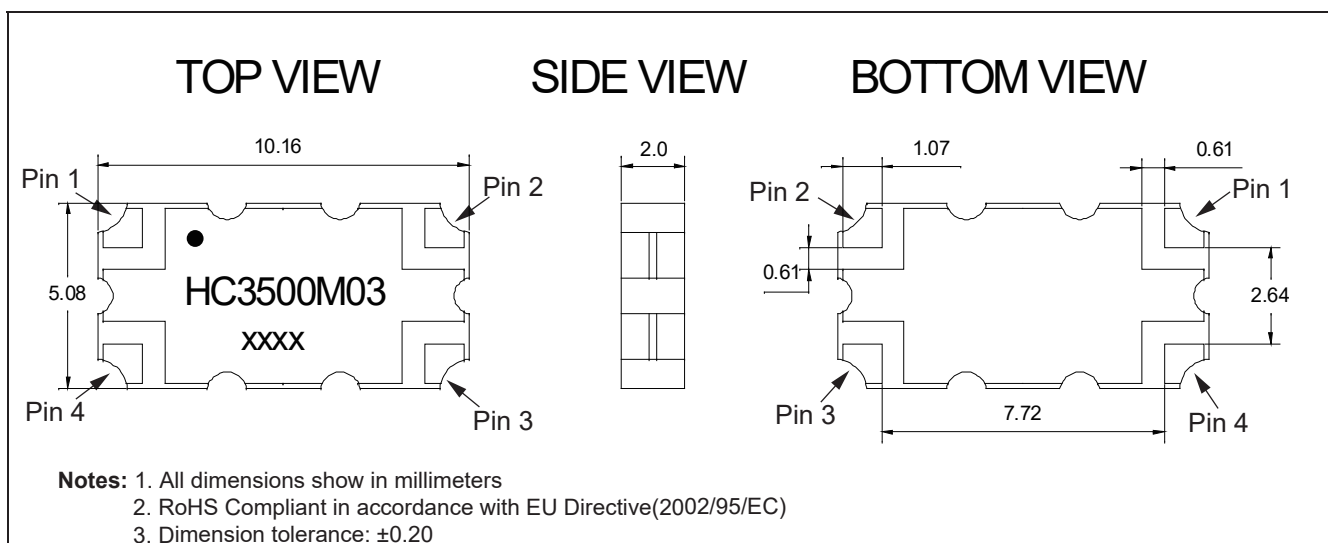 TOP VIEW
SIDE VIEW
BOTTOM VIEW
10.16
2.0
1.07
0.61
Pin 1
Pin 2
Pin 2
Pin 1
5.08
HC3500M03
xxxx
0.61
2.64
Pin 4
Pin 3
Pin 3
7.72
Pin 4
Notes: 1. All dimensions show in millimeters
2. RoHS Compliant in accordance with EU Directive(2002/95/EC)
3. Dimension tolerance: ±0.20